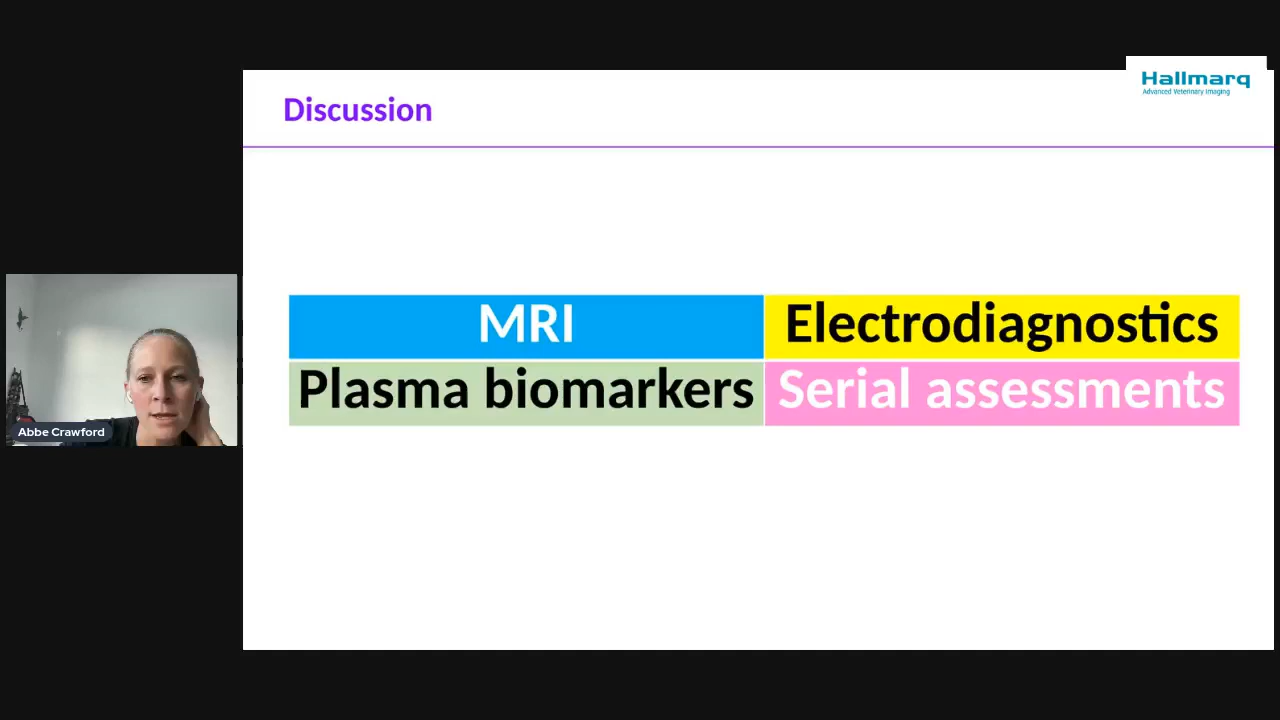 Hallmarq
Advanced Veterinary Imaging
Discussion
MRI
Electrodiagnostics
Plasma biomarkers
Serial assessments
Abbe Crawford